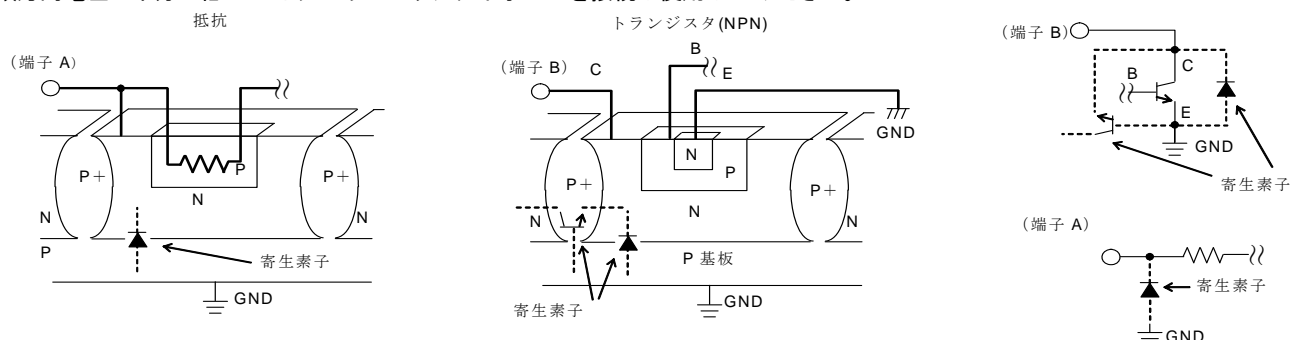 抵抗
トランジスタ(NPN)
(端子 A)
(端子 B)
C
B
E
GND
P
N
P+
P+
N
N
P
寄生素子
GND
N
P
P+
P+
N
N
N
P 基板
寄生素子
GND
(端子 B)
C
B
E
GND
寄生素子
(端子 A)
寄生素子
GND